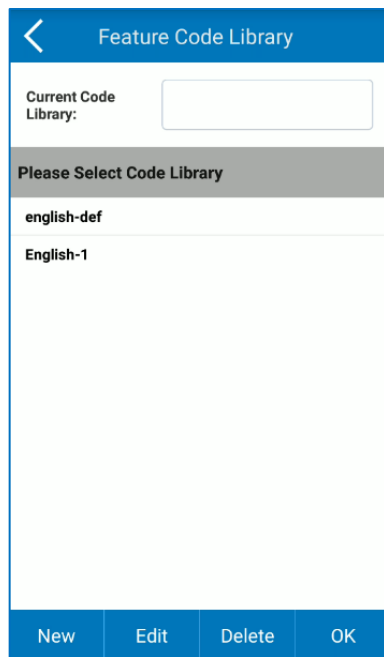 Feature Code Library
Current Code
Library:
Please Select Code Library
english-def
English-1
New Edit Delete OK